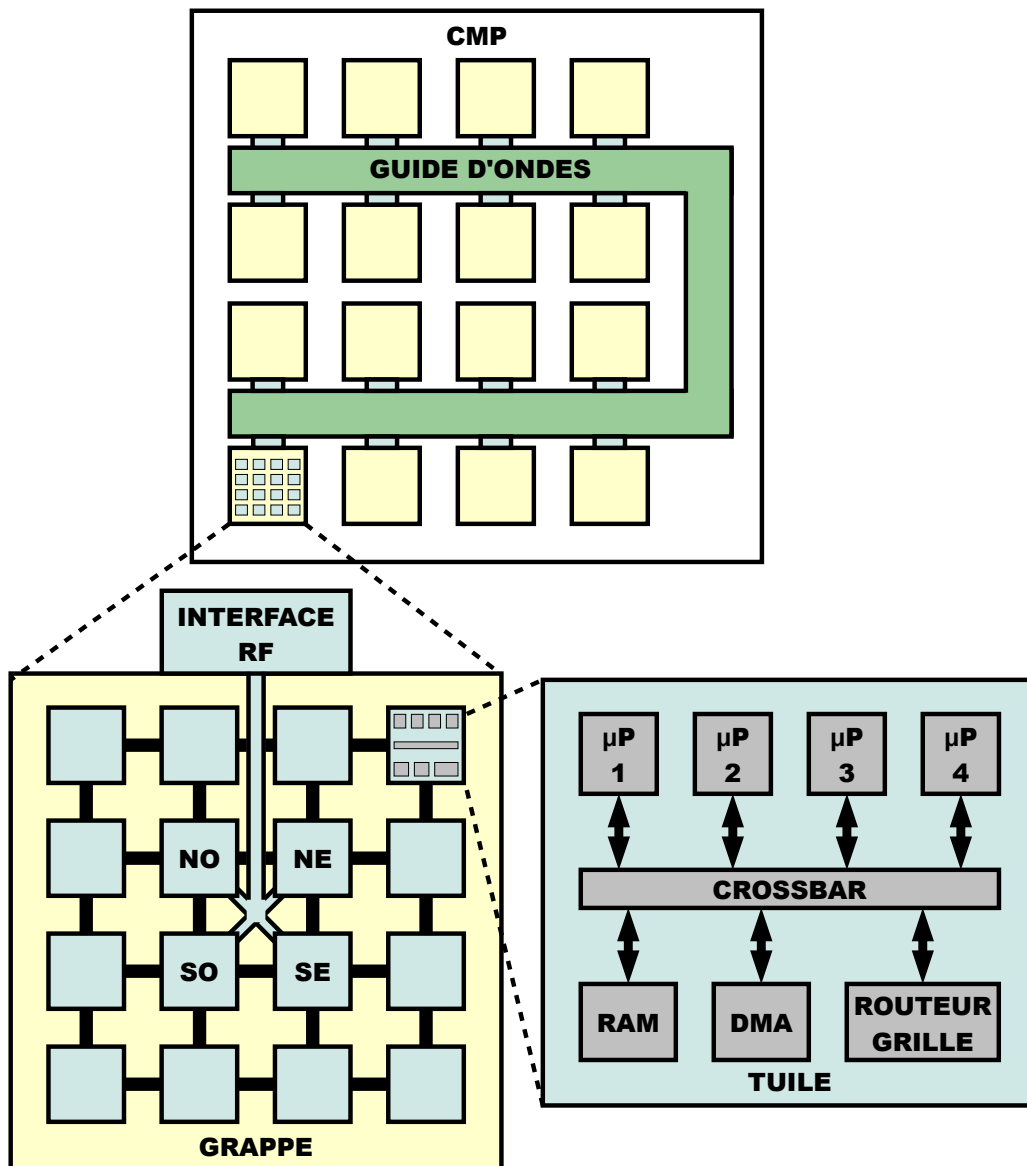 CMP
GUIDE D'ONDES
INTERFACE
RF
NO
NE
SO
SE
GRAPPE
µP
1
µP
2
µP
3
µP
4
CROSSBAR
RAM
DMA
ROUTEUR
GRILLE
TUILE